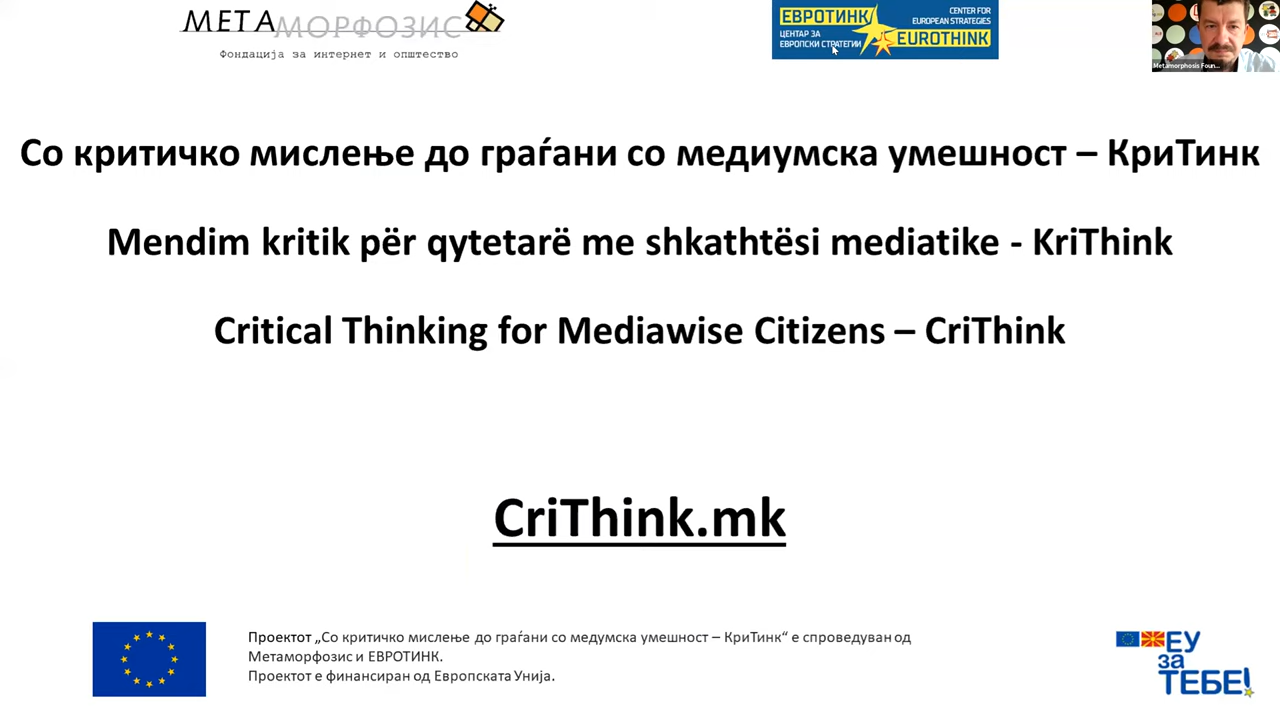 МЕТАМОРФОЗИС
Фондација за интернет и општество
ЕВРОТИНК
ЦЕНТАР ЗА
ЕВРОПСКИ СТРАТЕГИИ
CENTER FOR
EUROPEAN STRATEGIES
EUROTHINK
Metamorphosis Foun...
Со критичко мислење до граѓани со медиумска умешност – КриТинк
Mendim kritik për qytetarë me shkathtësi mediatike - KriThink
Critical Thinking for Mediawise Citizens – CriThink
CriThink.mk
Проектот „Со критичко мислење до граѓани со медумска умешност – КриТинк“ е спроведуван од
Метаморфозис и ЕВРОТИНК.
Проектот е финансиран од Европската Унија.
ЕУ
за
ТЕБЕ!